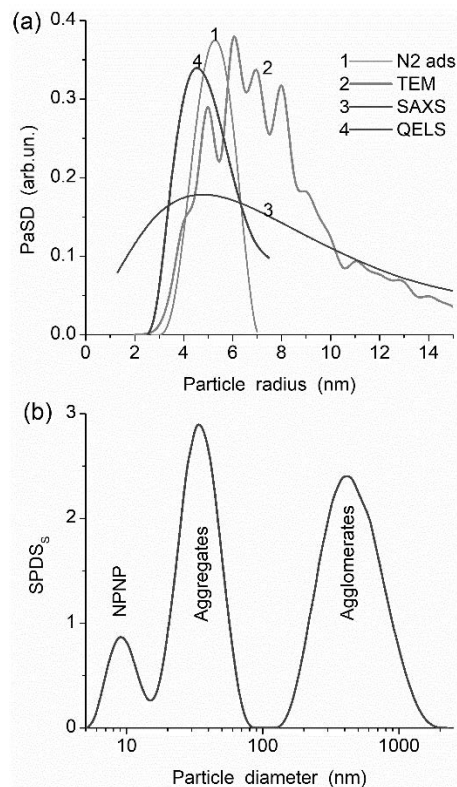 (a)
0.4
0.3
0.2
0.1
0.0
PaSD (arb.un.)
1
4
2
3
1 N2 ads
2 TEM
3 SAXS
4 QELS
0 2 4 6 8 10 12 14
Particle radius (nm)
(b)
3
2
1
0
SPDSs
NPNP
Aggregates
Agglomerates
10 100 1000
Particle diameter (nm)